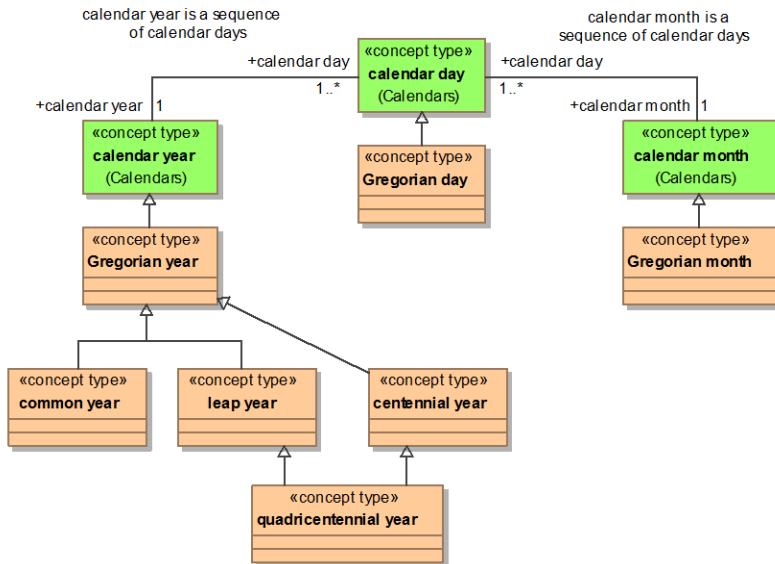 calendar year is a sequence
of calendar days
calendar month is a
sequence of calendar days
«concept type»
calendar day
(Calendars)
+calendar day
1..*
+calendar day
1..*
+calendar year
1
+calendar month
1
«concept type»
calendar year
(Calendars)
«concept type»
Gregorian day
«concept type»
calendar month
(Calendars)
«concept type»
Gregorian year
«concept type»
Gregorian month
«concept type»
common year
«concept type»
leap year
«concept type»
centennial year
«concept type»
quadricentennial year